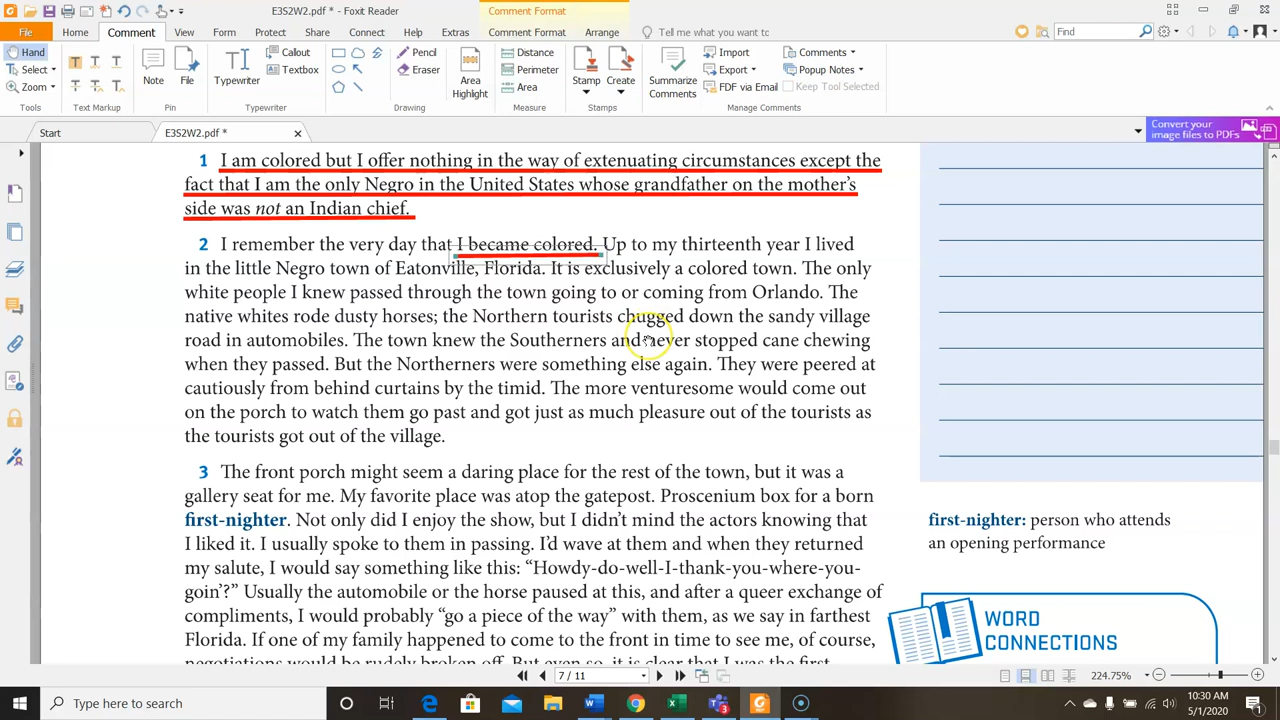 E3S2W2.pdf * - Foxit Reader
Comment Format
File Home Comment View Form Protect Share Connect Help Extras Comment Format Arrange Tell me what you want tc Find
Hand
Select
Zoom
Tools
Text Markup
Note
File
Pin
Typewriter
Callout
Textbox
Typewriter
Pencil
Eraser
Drawing
Area
Highlight
Distance
Perimeter
Area
Measure
Stamp
Create
Stamps
Summarize
Comments
Import
Export
FDF via Email
Comments
Popup Notes
Keep Tool Selected
Manage Comments
Start
E3S2W2.pdf *
Convert your
image files to PDFs
1 I am colored but I offer nothing in the way of extenuating circumstances except the
fact that I am the only Negro in the United States whose grandfather on the mother's
side was not an Indian chief.
2 I remember the very day that I became colored. Up to my thirteenth year I lived
in the little Negro town of Eatonville, Florida. It is exclusively a colored town. The only
white people I knew passed through the town going to or coming from Orlando. The
native whites rode dusty horses; the Northern tourists chugged down the sandy village
road in automobiles. The town knew the Southerners and never stopped cane chewing
when they passed. But the Northerners were something else again. They were peered at
cautiously from behind curtains by the timid. The more venturesome would come out
on the porch to watch them go past and got just as much pleasure out of the tourists as
the tourists got out of the village.
3 The front porch might seem a daring place for the rest of the town, but it was a
gallery seat for me. My favorite place was atop the gatepost. Proscenium box for a born
first-nighter. Not only did I enjoy the show, but I didn't mind the actors knowing that
I liked it. I usually spoke to them in passing. I'd wave at them and when they returned
my salute, I would say something like this: “Howdy-do-well-I-thank-you-where-you-
goin'?” Usually the automobile or the horse paused at this, and after a queer exchange of
compliments, I would probably “go a piece of the way” with them, as we say in farthest
Florida. If one of my family happened to come to the front in time to see me, of course,
negotiations would be rudely broken off. But even so, it is clear that I was the first
first-nighter: person who attends
an opening performance
WORD
CONNECTIONS
7 / 11
224.75%
Type here to search
10:30 AM
5/1/2020